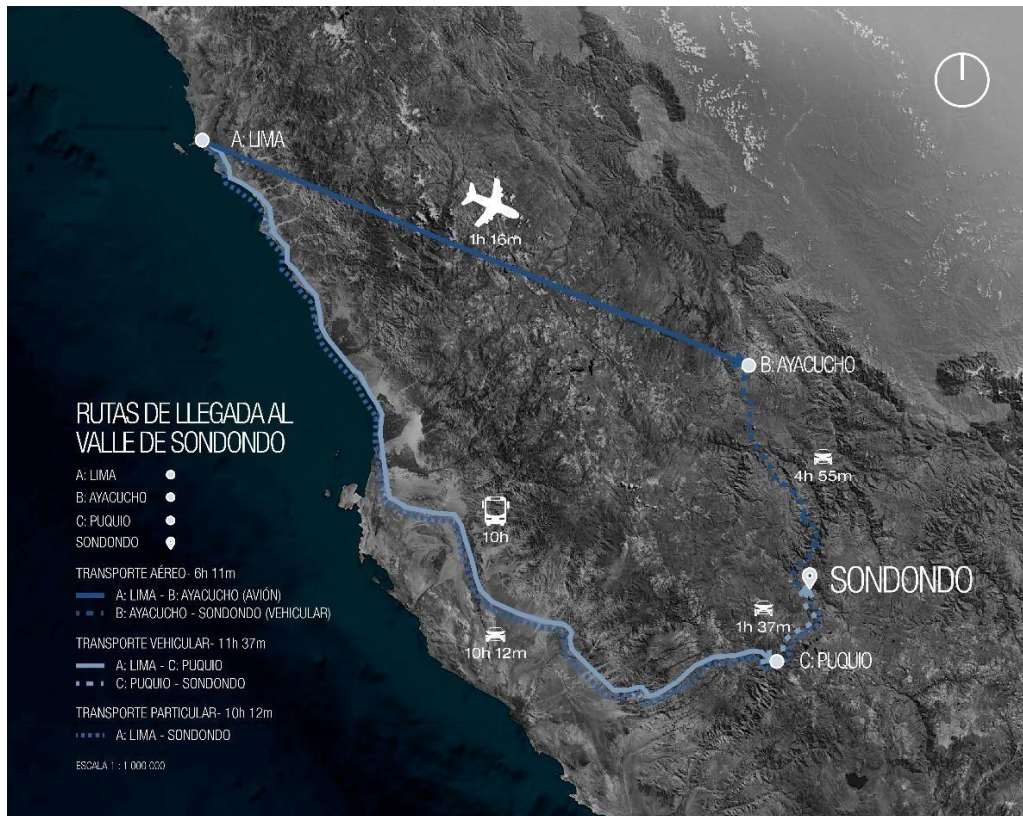 A: LIMA
1h 16m
B: AYACUCHO
4h 55m
10h
SONDONDO
1h 37m
10h 12m
C: PUQUIO
RUTAS DE LLEGADA AL
VALLE DE SONDONDO
A: LIMA
B: AYACUCHO
C: PUQUIO
SONDONDO
TRANSPORTE AÉREO- 6h 11m
A: LIMA - B: AYACUCHO (AVIÓN)
B: AYACUCHO - SONDONDO (VEHICULAR)
TRANSPORTE VEHICULAR- 11h 37m
A: LIMA - C: PUQUIO
C: PUQUIO - SONDONDO
TRANSPORTE PARTICULAR- 10h 12m
A: LIMA - SONDONDO
ESCALA 1 : 1 000 000